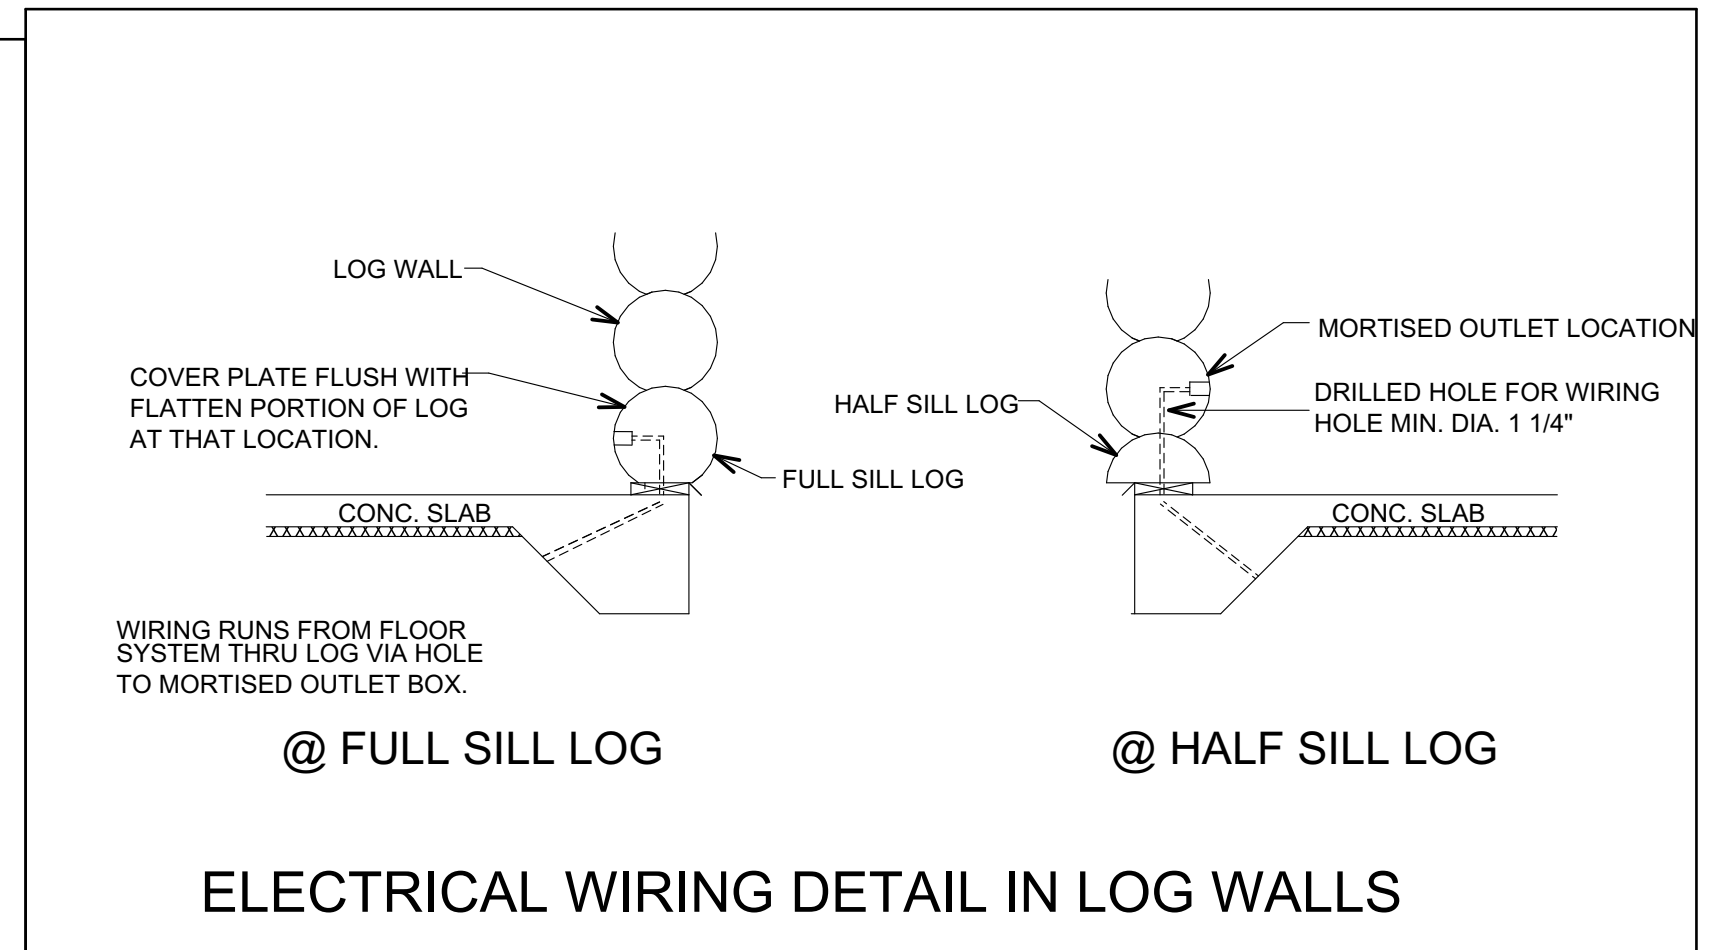 LOG WALL
COVER PLATE FLUSH WITH
FLATTEN PORTION OF LOG
AT THAT LOCATION.
FULL SILL LOG
CONC. SLAB
WIRING RUNS FROM FLOOR
SYSTEM THRU LOG VIA HOLE
TO MORTISED OUTLET BOX.
@ FULL SILL LOG
MORTISED OUTLET LOCATION
HALF SILL LOG
DRILLED HOLE FOR WIRING
HOLE MIN. DIA. 1 1/4"
CONC. SLAB
@ HALF SILL LOG
ELECTRICAL WIRING DETAIL IN LOG WALLS